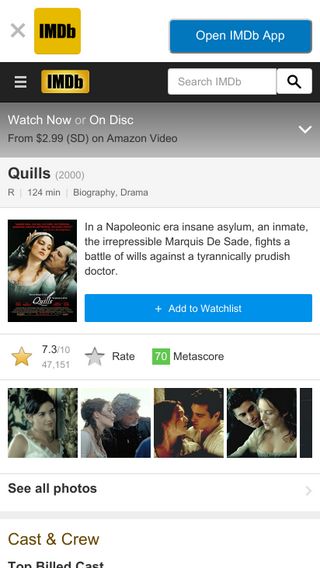 IMDb
Open IMDb App
IMDb
Search IMDb
Watch Now or On Disc
From $2.99 (SD) on Amazon Video
Quills (2000)
R | 124 min | Biography, Drama
In a Napoleonic era insane asylum, an inmate,
the irrepressible Marquis De Sade, fights a
battle of wills against a tyrannically prudish
doctor.
Quills
+ Add to Watchlist
7.3/10
47,151
Rate
70 Metascore
See all photos
Cast & Crew
Top Billed Cast